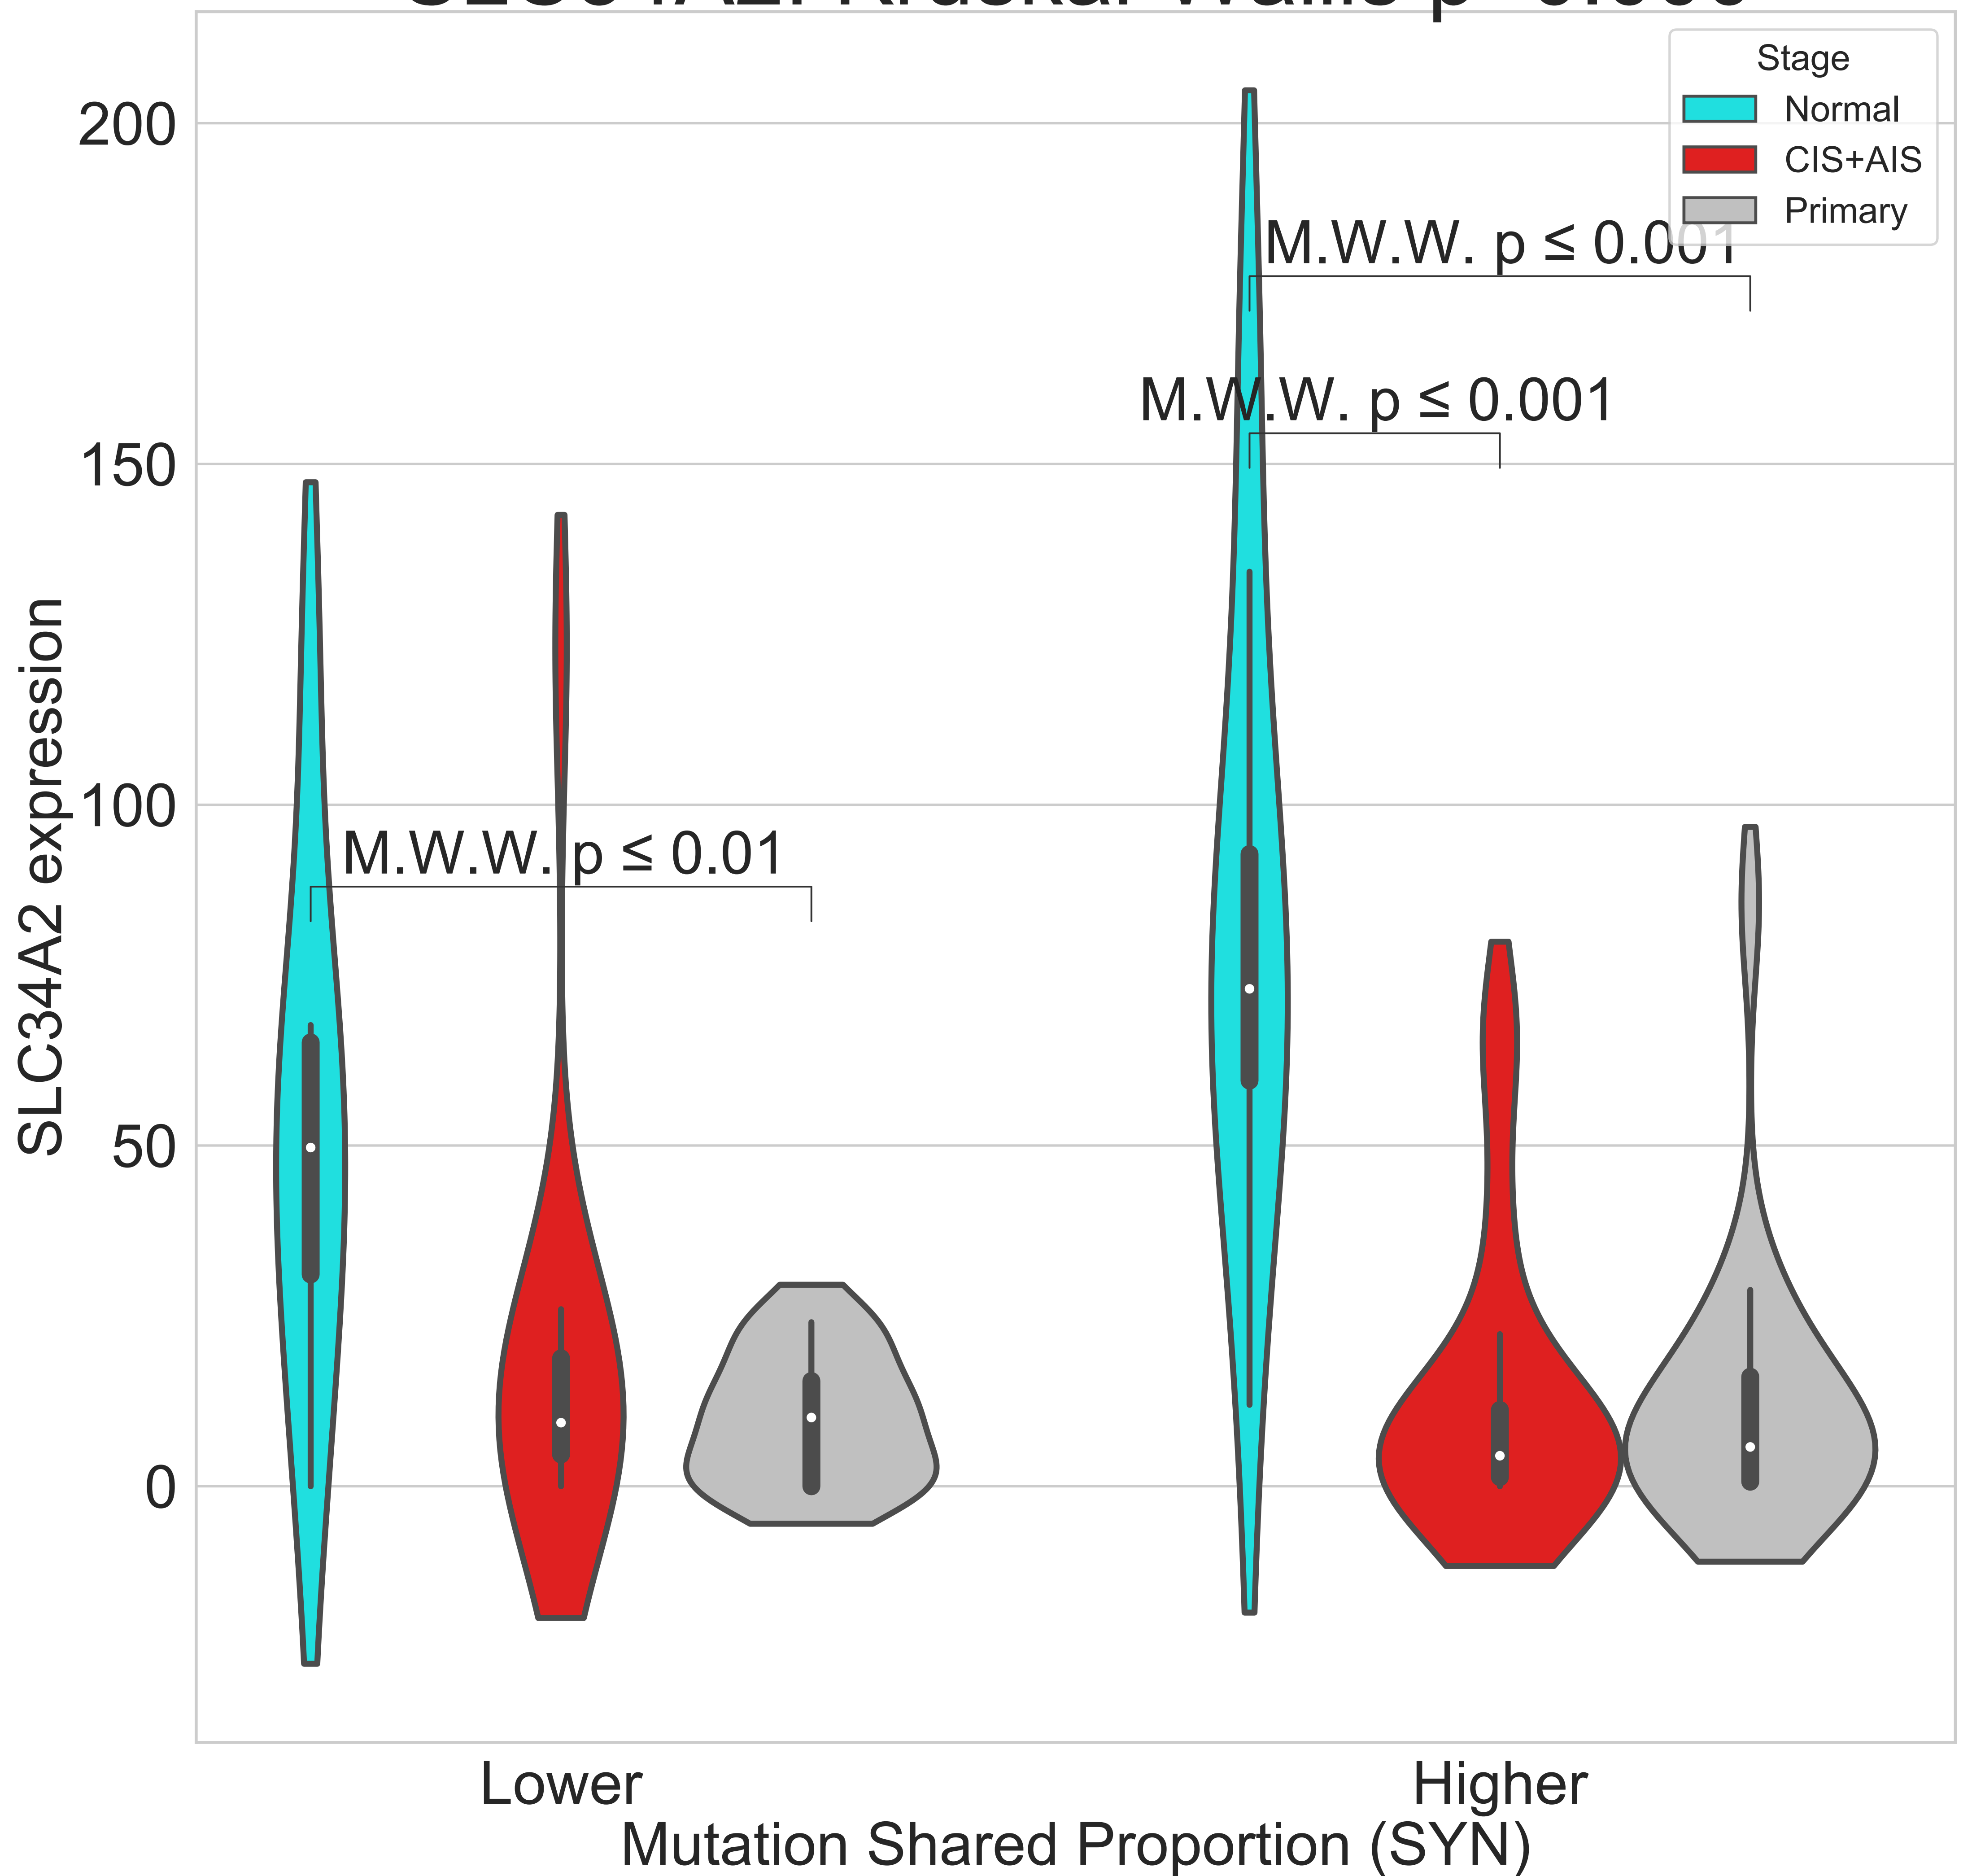 Stage
Normal
CIS+AIS
Primary
200
150
100
50
0
SLC34A2 expression
M.W.W. p ≤ 0.001
M.W.W. p ≤ 0.001
M.W.W. p ≤ 0.01
Lower
Higher
Mutation Shared Proportion (SYN)